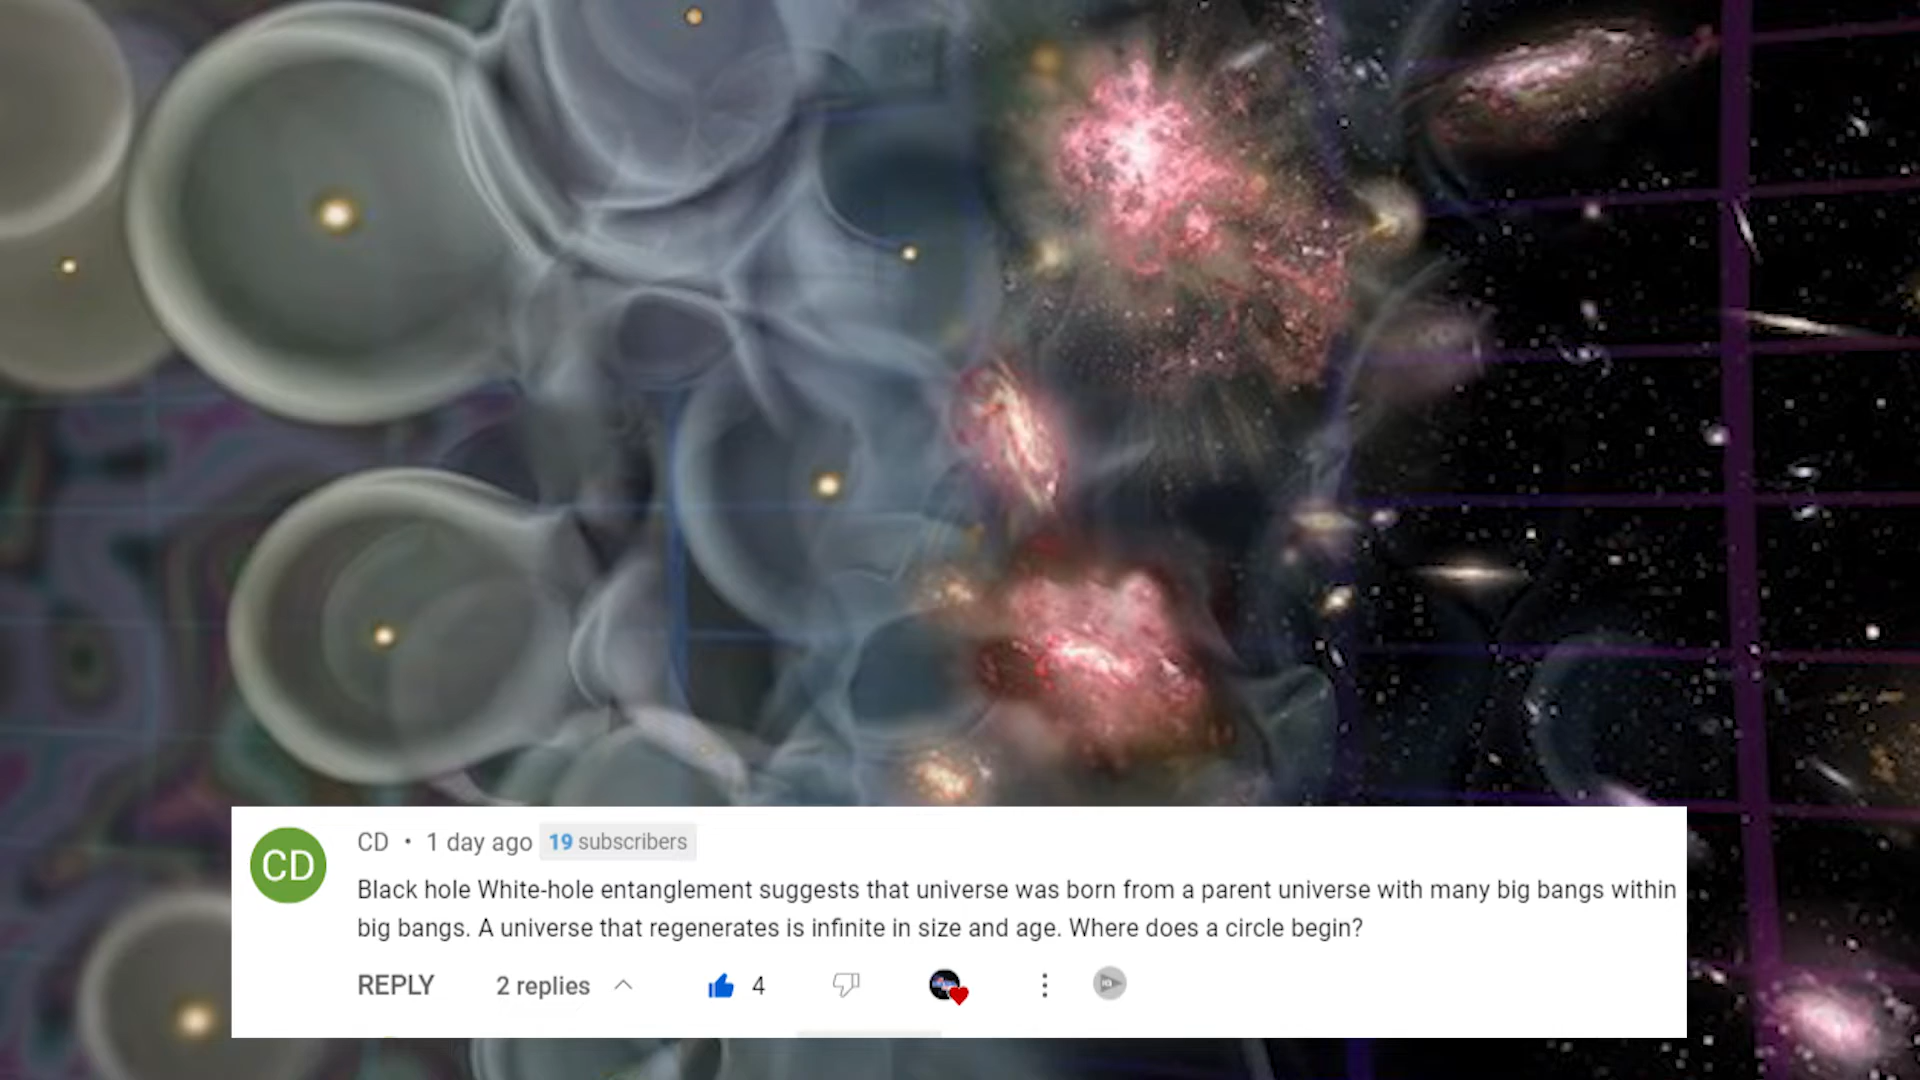 CD
CD • 1 day ago 19 subscribers
Black hole White-hole entanglement suggests that universe was born from a parent universe with many big bangs within
big bangs. A universe that regenerates is infinite in size and age. Where does a circle begin?
REPLY 2 replies 4